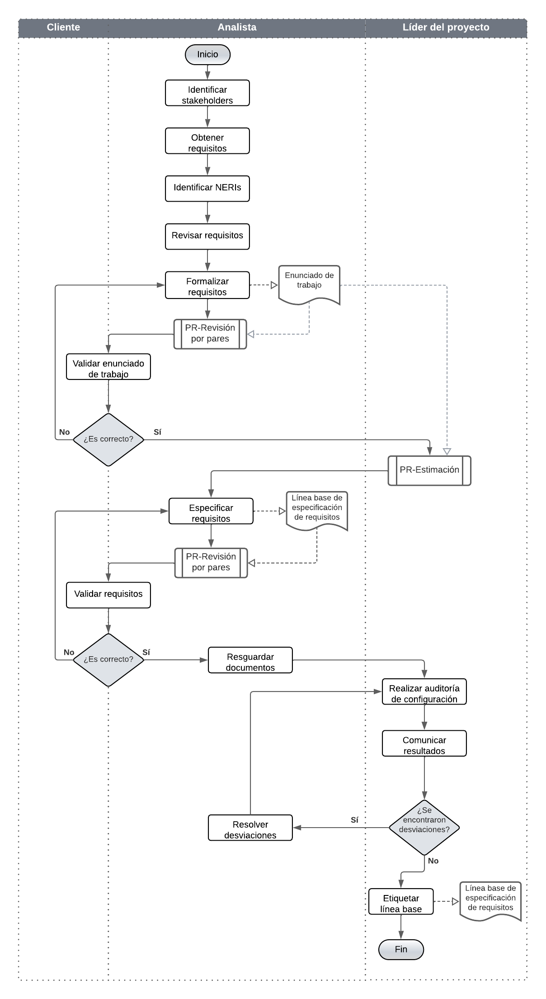 Cliente
Analista
Líder del proyecto
Inicio
Identificar
stakeholders
Obtener
requisitos
Identificar NERIs
Revisar requisitos
Formalizar
requisitos
Enunciado de
trabajo
PR-Revisión
por pares
Validar enunciado
de trabajo
¿Es correcto?
No
Sí
PR-Estimación
Especificar
requisitos
Línea base de
especificación
de requisitos
PR-Revisión
por pares
Validar requisitos
¿Es correcto?
No
Sí
Resguardar
documentos
Realizar auditoría
de configuración
Comunicar
resultados
¿Se
encontraron
desviaciones?
Sí
Resolver
desviaciones
No
Etiquetar
línea base
Línea base de
especificación
de requisitos
Fin